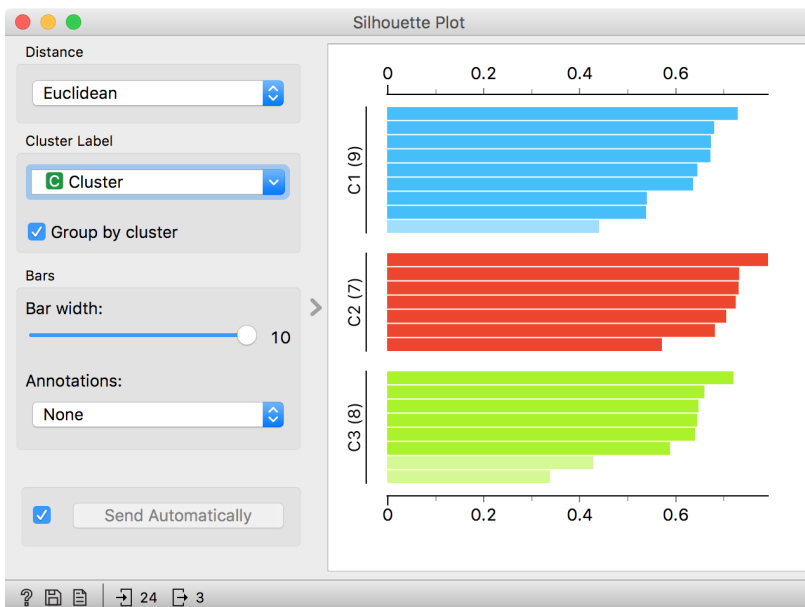 Silhouette Plot
Distance
Euclidean
Cluster Label
C Cluster
Group by cluster
Bars
Bar width:
10
Annotations:
None
Send Automatically
? 24 3
0 0.2 0.4 0.6
C1 (9)
C2 (7)
C3 (8)
0 0.2 0.4 0.6